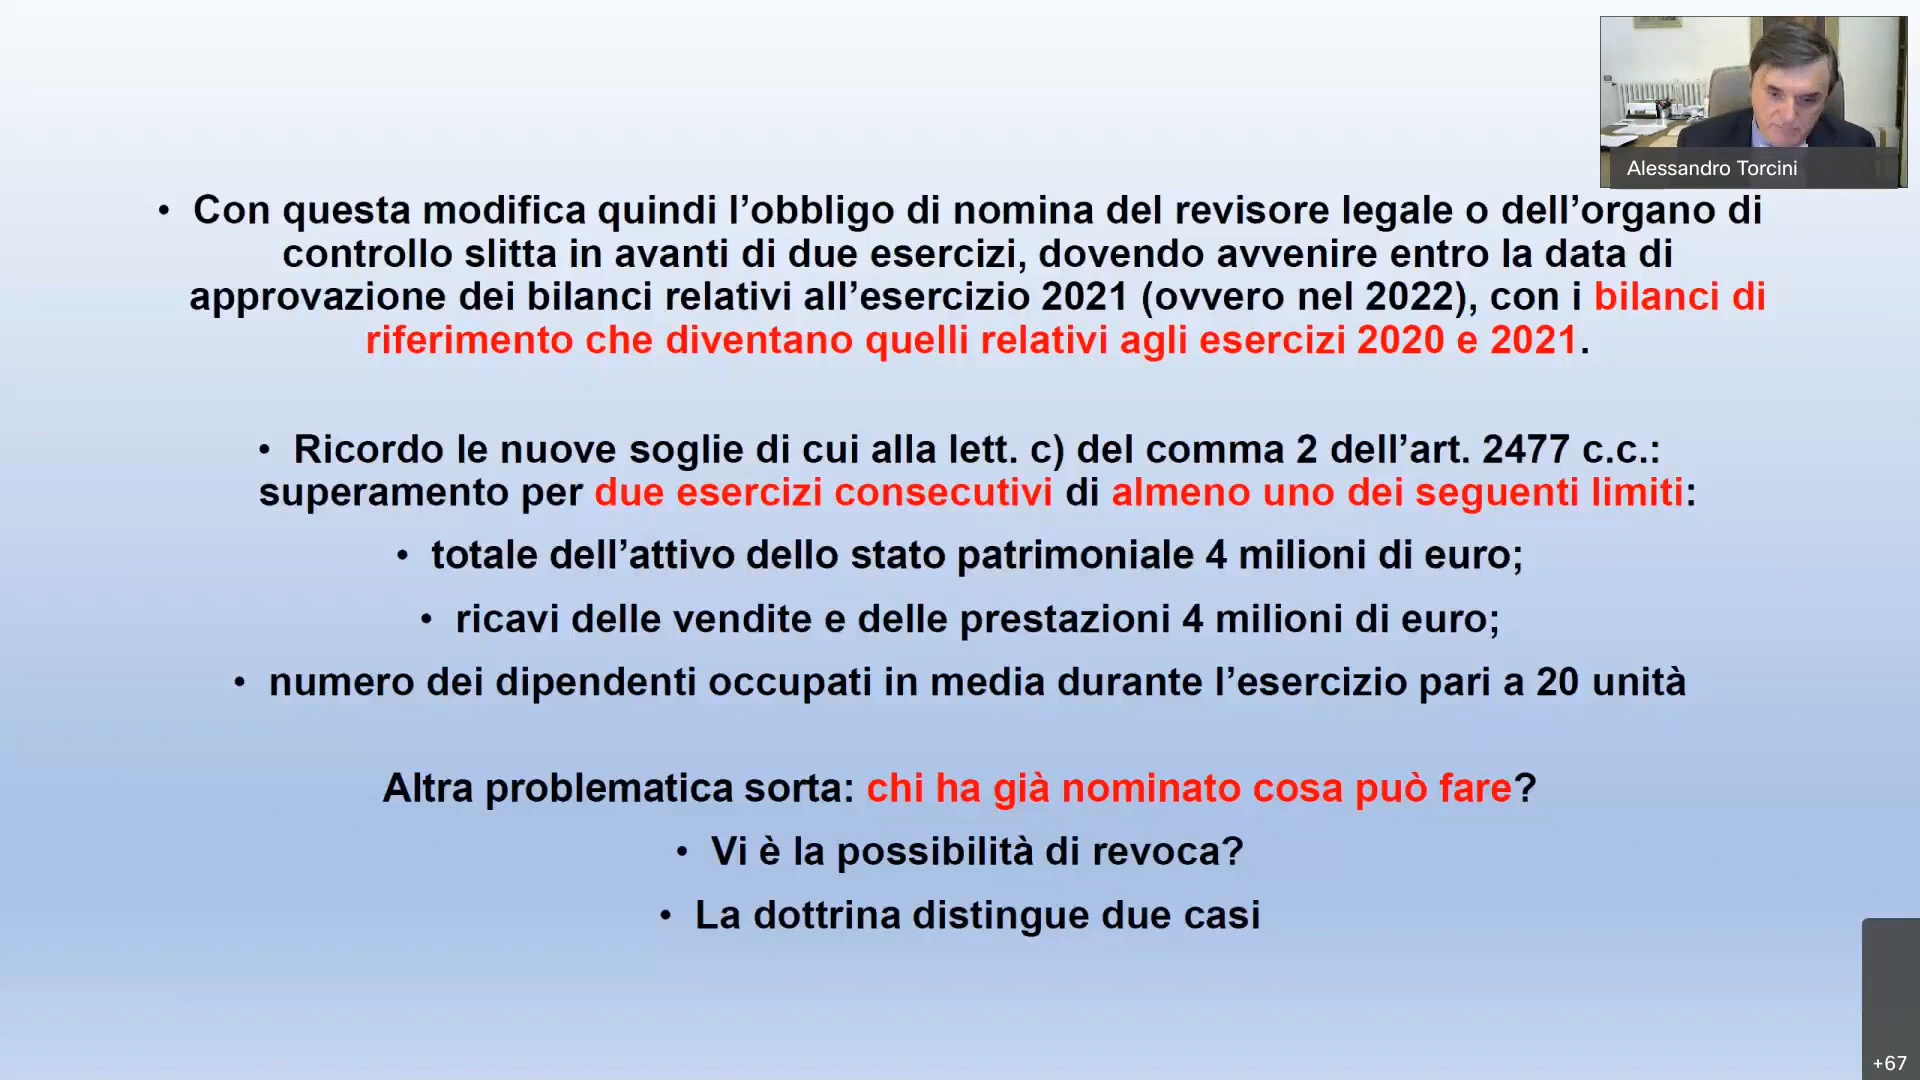 Alessandro Torcini
• Con questa modifica quindi l’obbligo di nomina del revisore legale o dell’organo di
controllo slitta in avanti di due esercizi, dovendo avvenire entro la data di
approvazione dei bilanci relativi all’esercizio 2021 (ovvero nel 2022), con i bilanci di
riferimento che diventano quelli relativi agli esercizi 2020 e 2021.
• Ricordo le nuove soglie di cui alla lett. c) del comma 2 dell’art. 2477 c.c.:
superamento per due esercizi consecutivi di almeno uno dei seguenti limiti:
• totale dell’attivo dello stato patrimoniale 4 milioni di euro;
• ricavi delle vendite e delle prestazioni 4 milioni di euro;
• numero dei dipendenti occupati in media durante l’esercizio pari a 20 unità
Altra problematica sorta: chi ha già nominato cosa può fare?
• Vi è la possibilità di revoca?
• La dottrina distingue due casi
+67